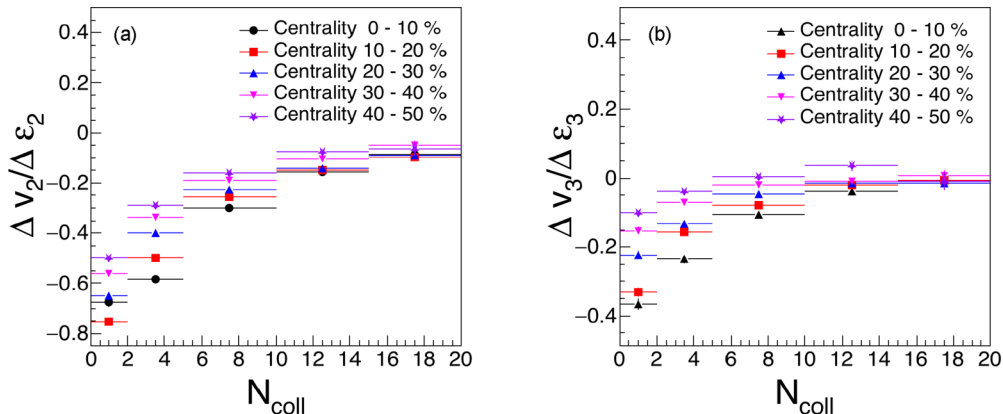 (a)
Centrality 0 - 10 %
Centrality 10 - 20 %
Centrality 20 - 30 %
Centrality 30 - 40 %
Centrality 40 - 50 %
0.4
0.2
0
−0.2
−0.4
−0.6
−0.8
Δ v2/Δ ε2
0 2 4 6 8 10 12 14 16 18 20
Ncoll
(b)
Centrality 0 - 10 %
Centrality 10 - 20 %
Centrality 20 - 30 %
Centrality 30 - 40 %
Centrality 40 - 50 %
0.4
0.2
0
−0.2
−0.4
Δ v3/Δ ε3
0 2 4 6 8 10 12 14 16 18 20
Ncoll